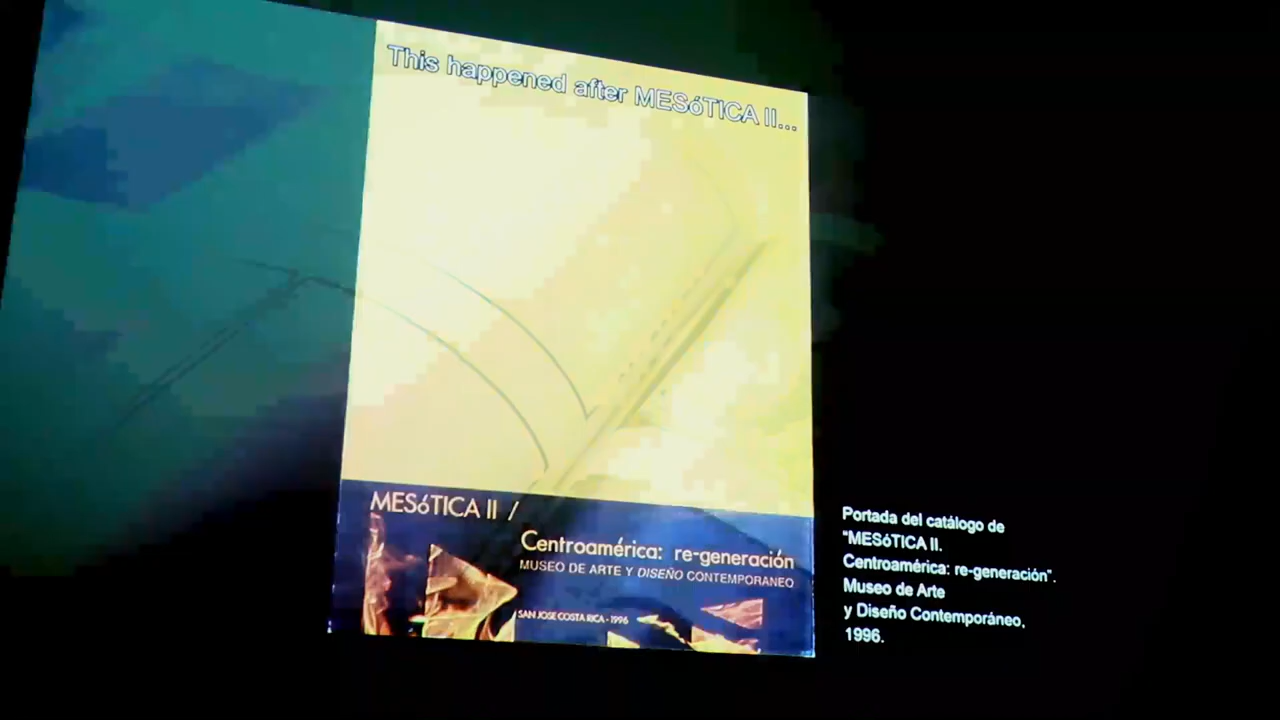 This happened after MESóTICA II...
MESóTICA II /
Centroamérica: re-generación
MUSEO DE ARTE Y DISEÑO CONTEMPORANEO
SAN JOSE COSTA RICA - 1996
Portada del catálogo de
"MESóTICA II.
Centroamérica: re-generación".
Museo de Arte
y Diseño Contemporáneo,
1996.